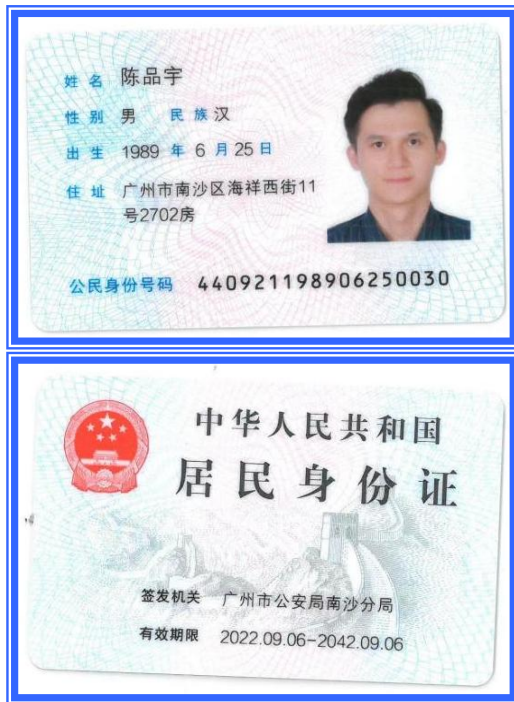 姓名 陈品宇
性别 男 民族 汉
出生 1989 年 6 月 25 日
住址 广州市南沙区海祥西街11
号2702房
公民身份号码 440921198906250030
中华人民共和国
居民身份证
签发机关 广州市公安局南沙分局
有效期限 2022.09.06-2042.09.06